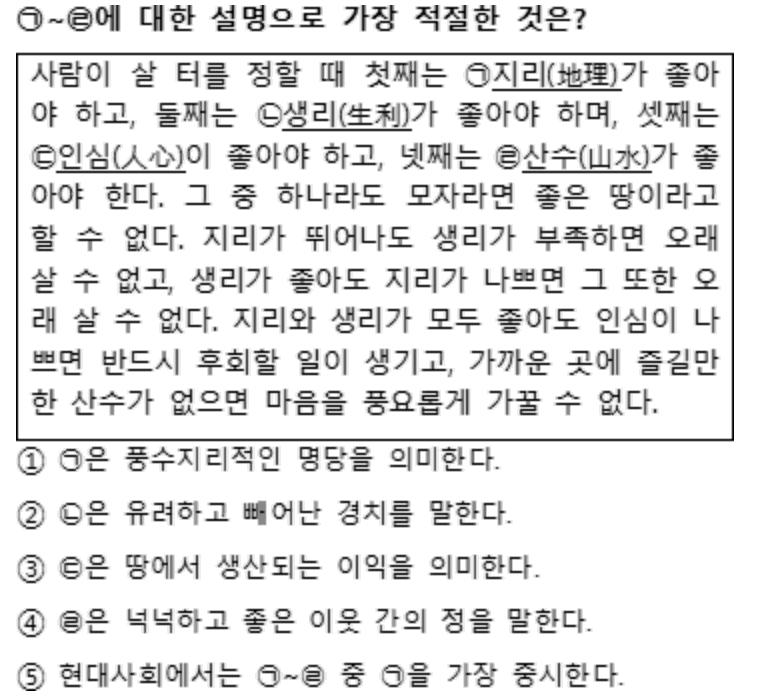 ㉠~㉣에 대한 설명으로 가장 적절한 것은?
사람이 살 터를 정할 때 첫째는 ㉠지리(地理)가 좋아
야 하고, 둘째는 ㉡생리(生利)가 좋아야 하며, 셋째는
㉢인심(人心)이 좋아야 하고, 넷째는 ㉣산수(山水)가 좋
아야 한다. 그 중 하나라도 모자라면 좋은 땅이라고
할 수 없다. 지리가 뛰어나도 생리가 부족하면 오래
살 수 없고, 생리가 좋아도 지리가 나쁘면 그 또한 오
래 살 수 없다. 지리와 생리가 모두 좋아도 인심이 나
쁘면 반드시 후회할 일이 생기고, 가까운 곳에 즐길만
한 산수가 없으면 마음을 풍요롭게 가꿀 수 없다.
① ㉠은 풍수지리적인 명당을 의미한다.
② ㉡은 유려하고 빼어난 경치를 말한다.
③ ㉢은 땅에서 생산되는 이익을 의미한다.
④ ㉣은 넉넉하고 좋은 이웃 간의 정을 말한다.
⑤ 현대사회에서는 ㉠~㉣ 중 ㉠을 가장 중시한다.